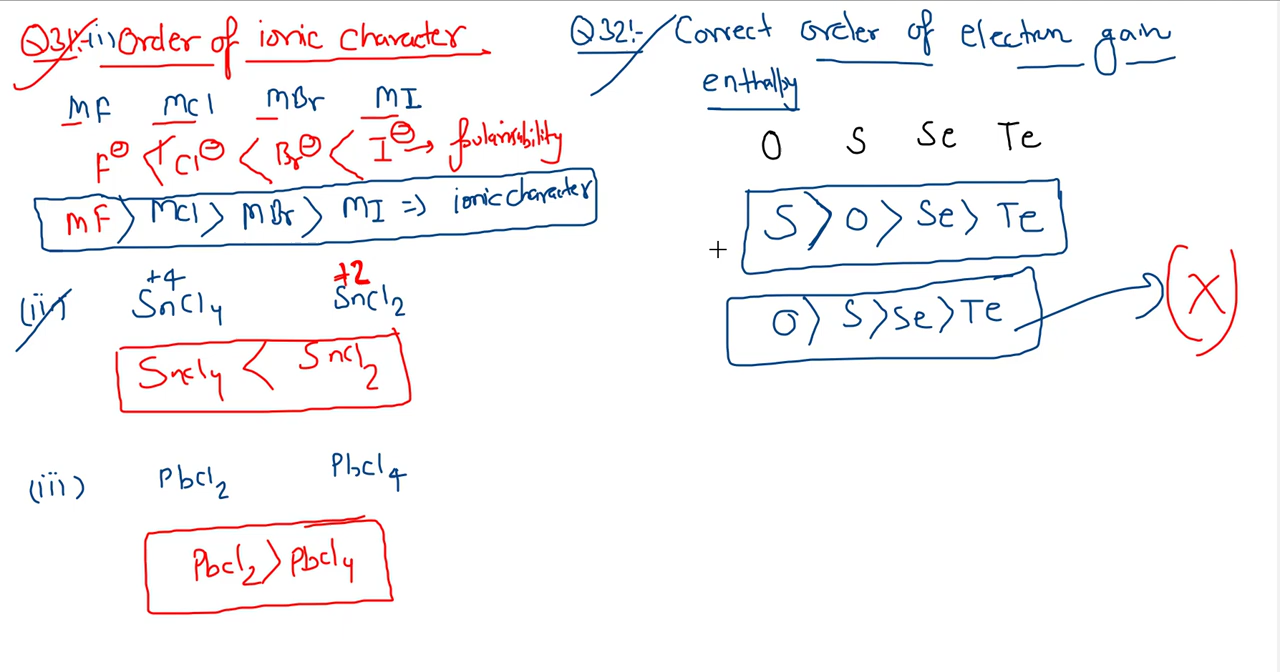 Q31:-(i) Order of ionic character
MF MCl MBr MI
F⊖ < Cl⊖ < Br⊖ < I⊖ → Polarisability
MF > MCl > MBr > MI ⇒ ionic character
(ii) +4 +2
SnCl4 SnCl2
SnCl4 < SnCl2
(iii) PbCl2 PbCl4
PbCl2 > PbCl4
Q32:- Correct order of electron gain
enthalpy
O S Se Te
S > O > Se > Te
O > S > Se > Te → (X)